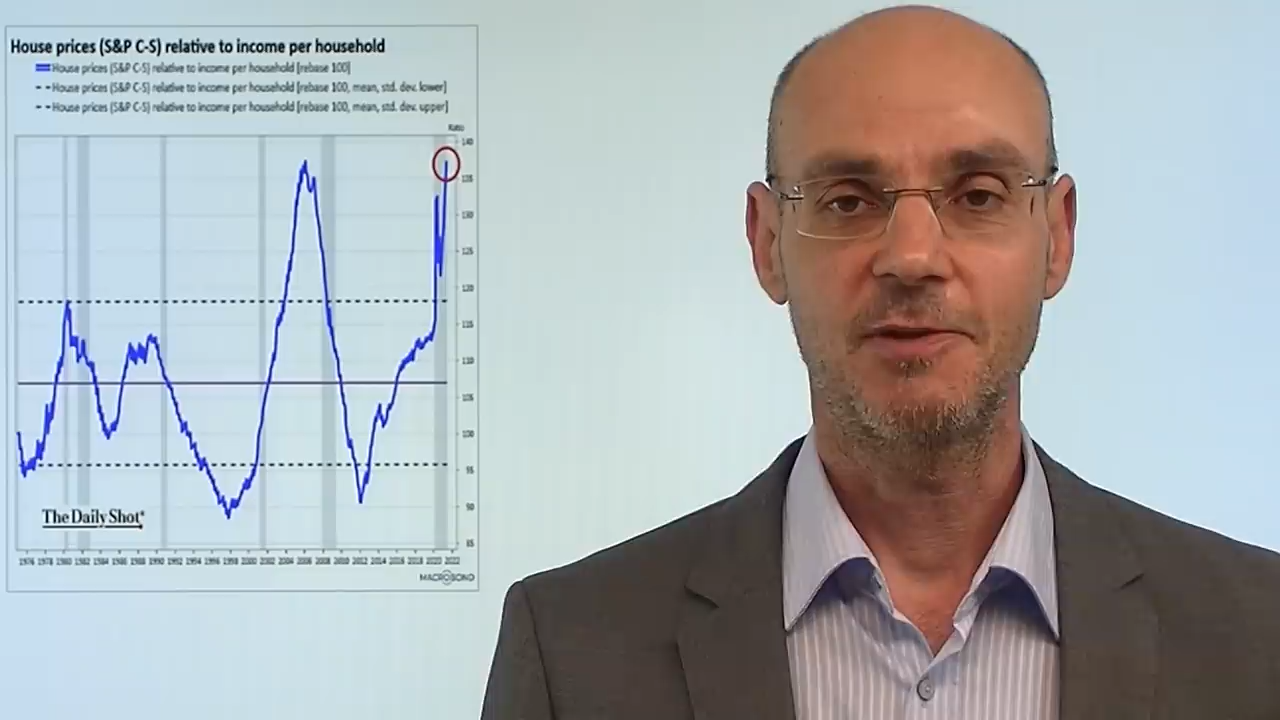 House prices (S&P C-S) relative to income per household
House prices (S&P C-S) relative to income per household [rebase 100]
House prices (S&P C-S) relative to income per household [rebase 100, mean, std. dev. lower]
House prices (S&P C-S) relative to income per household [rebase 100, mean, std. dev. upper]
Ratio
140
135
130
125
120
115
110
105
100
95
90
85
1976 1978 1980 1982 1984 1986 1988 1990 1992 1994 1996 1998 2000 2002 2004 2006 2008 2010 2012 2014 2016 2018 2020 2022
The Daily Shot
MACROBOND